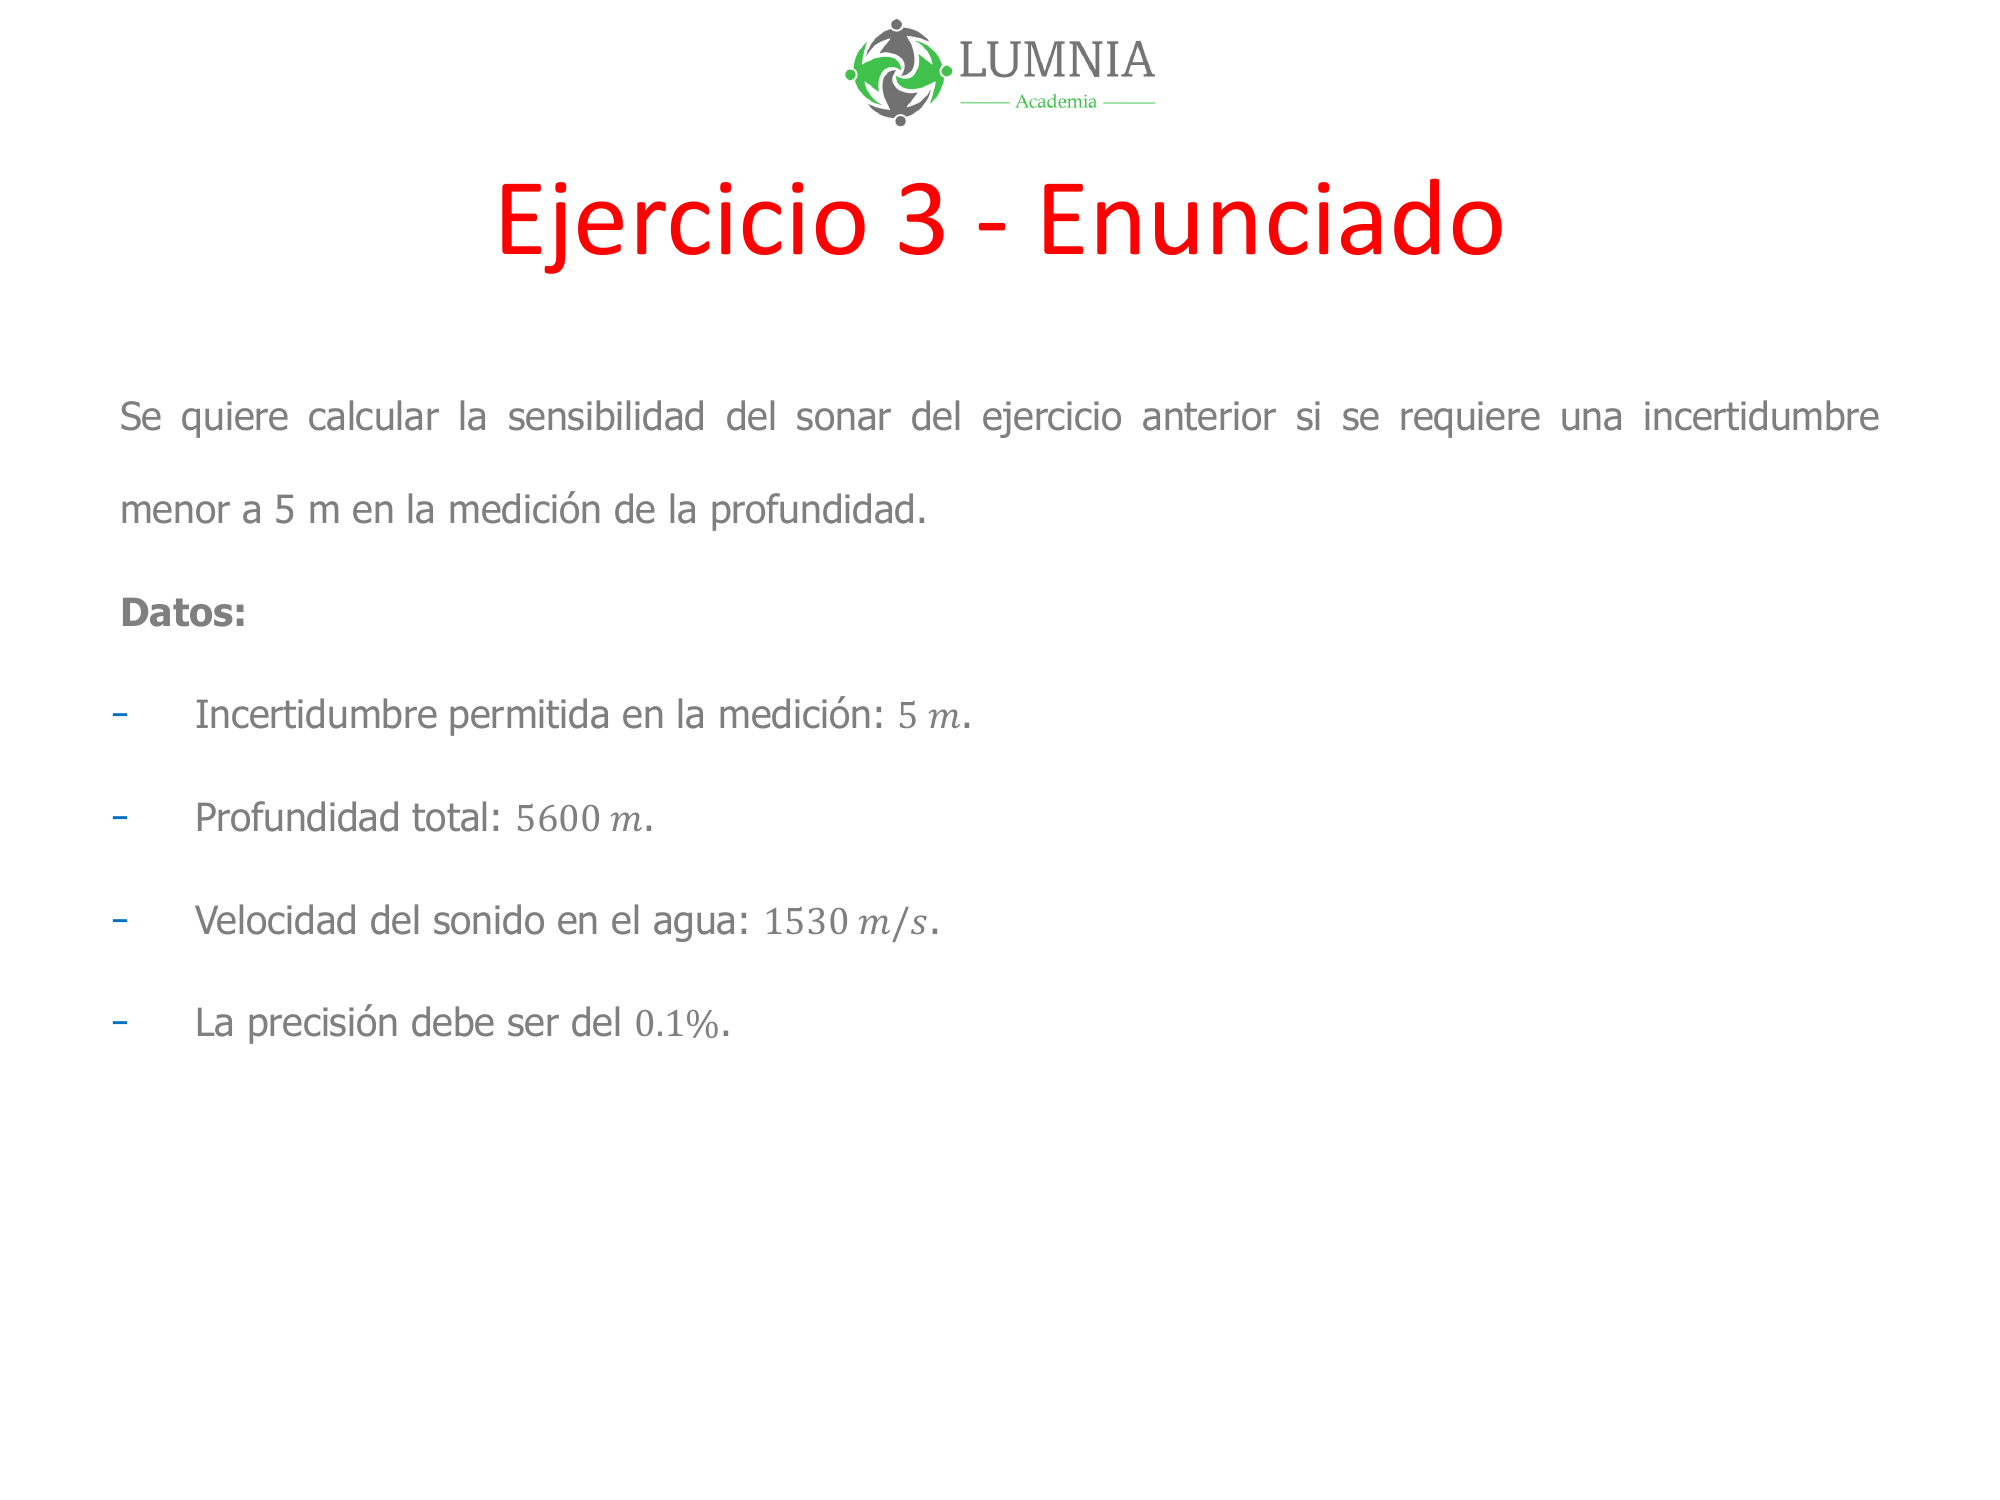 LUMNIA
Academia
Ejercicio 3 - Enunciado
Se quiere calcular la sensibilidad del sonar del ejercicio anterior si se requiere una incertidumbre
menor a 5 m en la medición de la profundidad.
Datos:
- Incertidumbre permitida en la medición: 5 m.
- Profundidad total: 5600 m.
- Velocidad del sonido en el agua: 1530 m/s.
- La precisión debe ser del 0.1%.